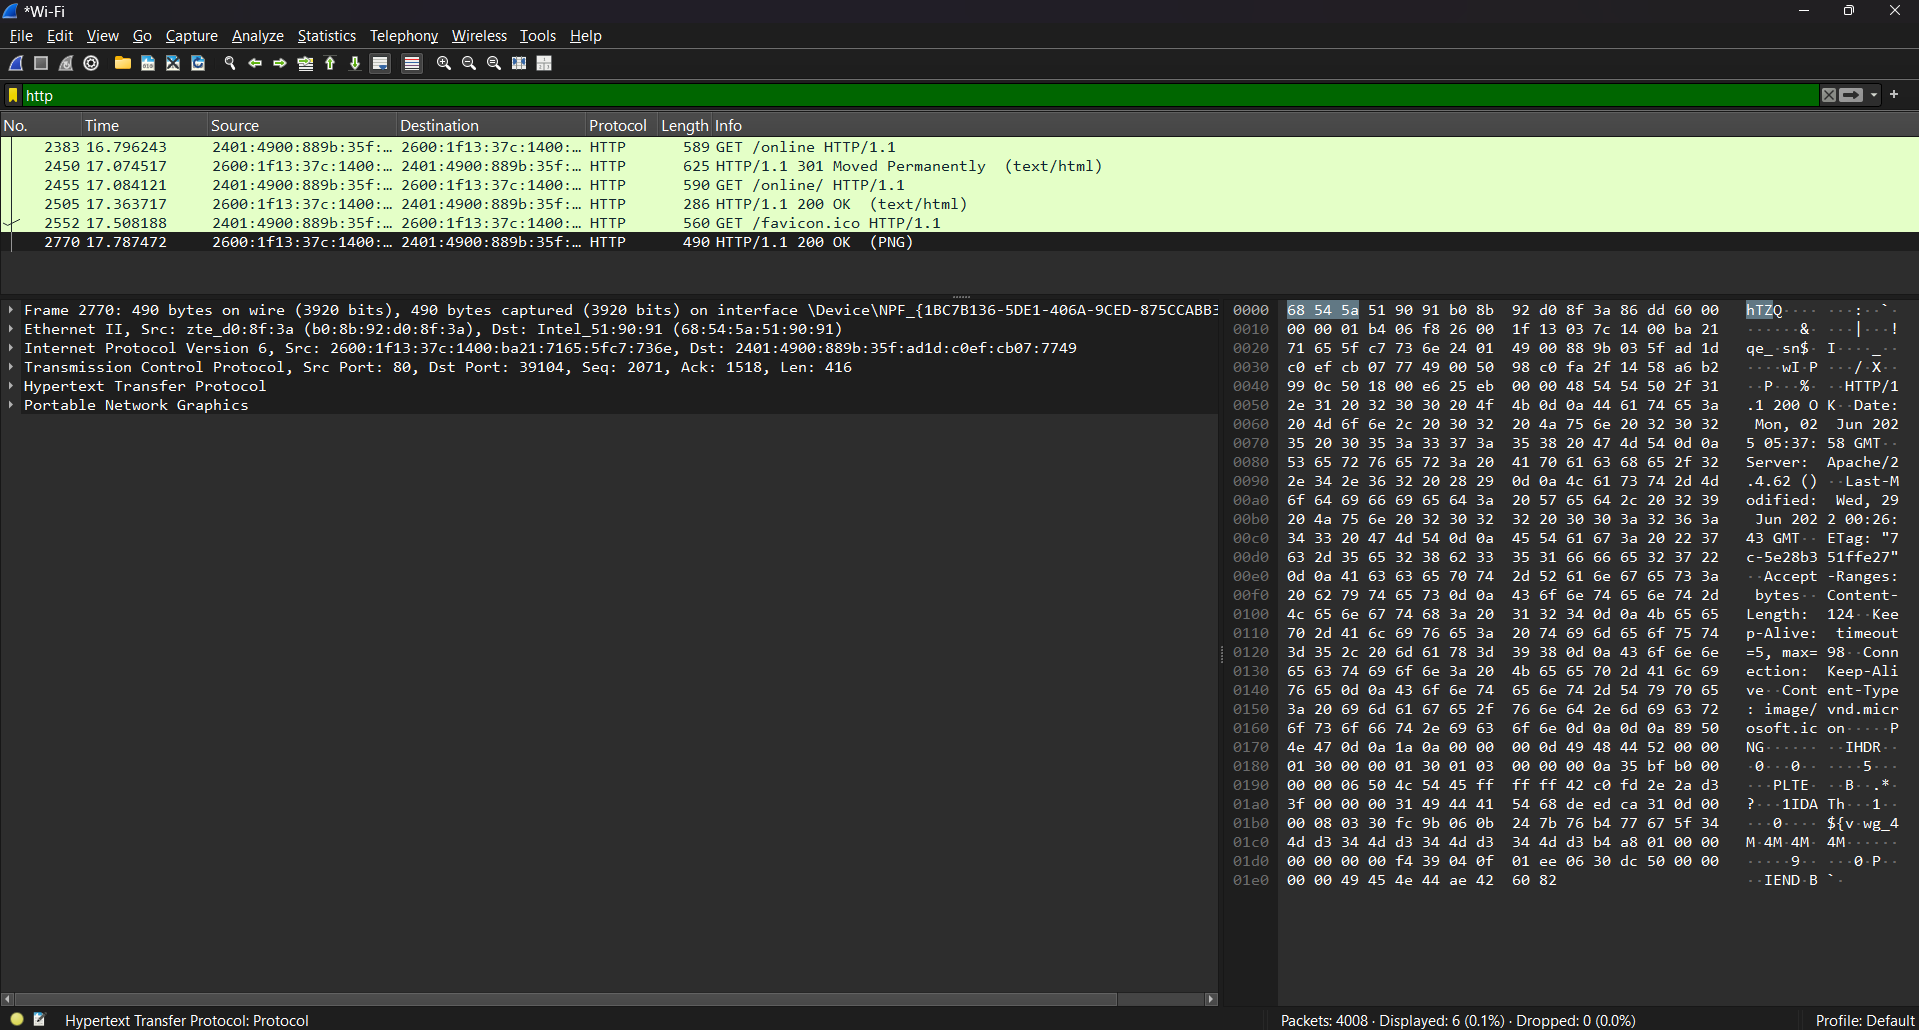 *Wi-Fi
File Edit View Go Capture Analyze Statistics Telephony Wireless Tools Help
http
No. Time Source Destination Protocol Length Info
2383 16.796243 2401:4900:889b:35f:… 2600:1f13:37c:1400:… HTTP 589 GET /online HTTP/1.1
2450 17.074517 2600:1f13:37c:1400:… 2401:4900:889b:35f:… HTTP 625 HTTP/1.1 301 Moved Permanently (text/html)
2455 17.084121 2401:4900:889b:35f:… 2600:1f13:37c:1400:… HTTP 590 GET /online/ HTTP/1.1
2505 17.363717 2600:1f13:37c:1400:… 2401:4900:889b:35f:… HTTP 286 HTTP/1.1 200 OK (text/html)
2552 17.508188 2401:4900:889b:35f:… 2600:1f13:37c:1400:… HTTP 560 GET /favicon.ico HTTP/1.1
2770 17.787472 2600:1f13:37c:1400:… 2401:4900:889b:35f:… HTTP 490 HTTP/1.1 200 OK (PNG)
Frame 2770: 490 bytes on wire (3920 bits), 490 bytes captured (3920 bits) on interface \Device\NPF_{1BC7B136-5DE1-406A-9CED-875CCABB3
Ethernet II, Src: zte_d0:8f:3a (b0:8b:92:d0:8f:3a), Dst: Intel_51:90:91 (68:54:5a:51:90:91)
Internet Protocol Version 6, Src: 2600:1f13:37c:1400:ba21:7165:5fc7:736e, Dst: 2401:4900:889b:35f:ad1d:c0ef:cb07:7749
Transmission Control Protocol, Src Port: 80, Dst Port: 39104, Seq: 2071, Ack: 1518, Len: 416
Hypertext Transfer Protocol
Portable Network Graphics
0000 68 54 5a 51 90 91 b0 8b 92 d0 8f 3a 86 dd 60 00 hTZQ···· ···:··`·
0010 00 00 01 b4 06 f8 26 00 1f 13 03 7c 14 00 ba 21 ······&· ···|···!
0020 71 65 5f c7 73 6e 24 01 49 00 88 9b 03 5f ad 1d qe_·sn$· I····_··
0030 c0 ef cb 07 77 49 00 50 98 c0 fa 2f 14 58 a6 b2 ····wI·P ···/·X··
0040 99 0c 50 18 00 e6 25 eb 00 00 48 54 54 50 2f 31 ··P···%· ··HTTP/1
0050 2e 31 20 32 30 30 20 4f 4b 0d 0a 44 61 74 65 3a .1 200 O K··Date:
0060 20 4d 6f 6e 2c 20 30 32 20 4a 75 6e 20 32 30 32 Mon, 02 Jun 202
0070 35 20 30 35 3a 33 37 3a 35 38 20 47 4d 54 0d 0a 5 05:37: 58 GMT··
0080 53 65 72 76 65 72 3a 20 41 70 61 63 68 65 2f 32 Server: Apache/2
0090 2e 34 2e 36 32 20 28 29 0d 0a 4c 61 73 74 2d 4d .4.62 () ··Last-M
00a0 6f 64 69 66 69 65 64 3a 20 57 65 64 2c 20 32 39 odified: Wed, 29
00b0 20 4a 75 6e 20 32 30 32 32 20 30 30 3a 32 36 3a Jun 202 2 00:26:
00c0 34 33 20 47 4d 54 0d 0a 45 54 61 67 3a 20 22 37 43 GMT·· ETag: "7
00d0 63 2d 35 65 32 38 62 33 35 31 66 66 65 32 37 22 c-5e28b3 51ffe27"
00e0 0d 0a 41 63 63 65 70 74 2d 52 61 6e 67 65 73 3a ··Accept -Ranges:
00f0 20 62 79 74 65 73 0d 0a 43 6f 6e 74 65 6e 74 2d bytes·· Content-
0100 4c 65 6e 67 74 68 3a 20 31 32 34 0d 0a 4b 65 65 Length: 124··Kee
0110 70 2d 41 6c 69 76 65 3a 20 74 69 6d 65 6f 75 74 p-Alive: timeout
0120 3d 35 2c 20 6d 61 78 3d 39 38 0d 0a 43 6f 6e 6e =5, max= 98··Conn
0130 65 63 74 69 6f 6e 3a 20 4b 65 65 70 2d 41 6c 69 ection: Keep-Ali
0140 76 65 0d 0a 43 6f 6e 74 65 6e 74 2d 54 79 70 65 ve··Cont ent-Type
0150 3a 20 69 6d 61 67 65 2f 76 6e 64 2e 6d 69 63 72 : image/ vnd.micr
0160 6f 73 6f 66 74 2e 69 63 6f 6e 0d 0a 0d 0a 89 50 osoft.ic on·····P
0170 4e 47 0d 0a 1a 0a 00 00 00 0d 49 48 44 52 00 00 NG······ ··IHDR··
0180 01 30 00 00 01 30 01 03 00 00 00 0a 35 bf b0 00 ·0···0·· ····5···
0190 00 00 06 50 4c 54 45 ff ff ff 42 c0 fd 2e 2a d3 ···PLTE· ··B··.*·
01a0 3f 00 00 00 31 49 44 41 54 68 de ed ca 31 0d 00 ?···1IDA Th···1··
01b0 00 08 03 30 fc 9b 06 0b 24 7b 76 b4 77 67 5f 34 ···0···· ${v·wg_4
01c0 4d d3 34 4d d3 34 4d d3 34 4d d3 b4 a8 01 00 00 M·4M·4M· 4M······
01d0 00 00 00 00 f4 39 04 0f 01 ee 06 30 dc 50 00 00 ·····9·· ···0·P··
01e0 00 00 49 45 4e 44 ae 42 60 82 ··IEND·B `·
Hypertext Transfer Protocol: Protocol
Packets: 4008 · Displayed: 6 (0.1%) · Dropped: 0 (0.0%)
Profile: Default